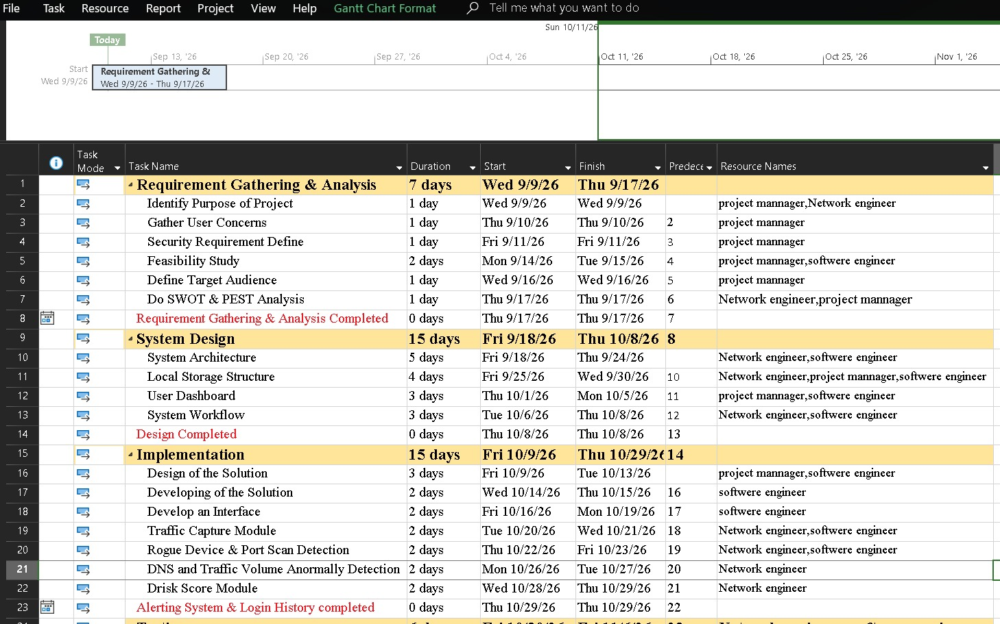 File Task Resource Report Project View Help Gantt Chart Format Tell me what you want to do
Sun 10/11/26
Today
Sep 13, '26 Sep 20, '26 Sep 27, '26 Oct 4, '26 Oct 11, '26 Oct 18, '26 Oct 25, '26 Nov 1, '26
Start
Wed 9/9/26
Requirement Gathering &
Wed 9/9/26 - Thu 9/17/26
Task Mode Task Name Duration Start Finish Predece Resource Names
1 Requirement Gathering & Analysis 7 days Wed 9/9/26 Thu 9/17/26
2 Identify Purpose of Project 1 day Wed 9/9/26 Wed 9/9/26 project mannager,Network engineer
3 Gather User Concerns 1 day Thu 9/10/26 Thu 9/10/26 2 project mannager
4 Security Requirement Define 1 day Fri 9/11/26 Fri 9/11/26 3 project mannager
5 Feasibility Study 2 days Mon 9/14/26 Tue 9/15/26 4 project mannager,softwere engineer
6 Define Target Audience 1 day Wed 9/16/26 Wed 9/16/26 5 project mannager
7 Do SWOT & PEST Analysis 1 day Thu 9/17/26 Thu 9/17/26 6 Network engineer,project mannager
8 Requirement Gathering & Analysis Completed 0 days Thu 9/17/26 Thu 9/17/26 7
9 System Design 15 days Fri 9/18/26 Thu 10/8/26 8
10 System Architecture 5 days Fri 9/18/26 Thu 9/24/26 Network engineer,softwere engineer
11 Local Storage Structure 4 days Fri 9/25/26 Wed 9/30/26 10 Network engineer,project mannager,softwere engineer
12 User Dashboard 3 days Thu 10/1/26 Mon 10/5/26 11 project mannager,softwere engineer
13 System Workflow 3 days Tue 10/6/26 Thu 10/8/26 12 Network engineer,softwere engineer
14 Design Completed 0 days Thu 10/8/26 Thu 10/8/26 13
15 Implementation 15 days Fri 10/9/26 Thu 10/29/26 14
16 Design of the Solution 3 days Fri 10/9/26 Tue 10/13/26 project mannager,softwere engineer
17 Developing of the Solution 2 days Wed 10/14/26 Thu 10/15/26 16 softwere engineer
18 Develop an Interface 2 days Fri 10/16/26 Mon 10/19/26 17 softwere engineer
19 Traffic Capture Module 2 days Tue 10/20/26 Wed 10/21/26 18 Network engineer,softwere engineer
20 Rogue Device & Port Scan Detection 2 days Thu 10/22/26 Fri 10/23/26 19 Network engineer,softwere engineer
21 DNS and Traffic Volume Anormally Detection 2 days Mon 10/26/26 Tue 10/27/26 20 Network engineer
22 Drisk Score Module 2 days Wed 10/28/26 Thu 10/29/26 21 Network engineer
23 Alerting System & Login History completed 0 days Thu 10/29/26 Thu 10/29/26 22